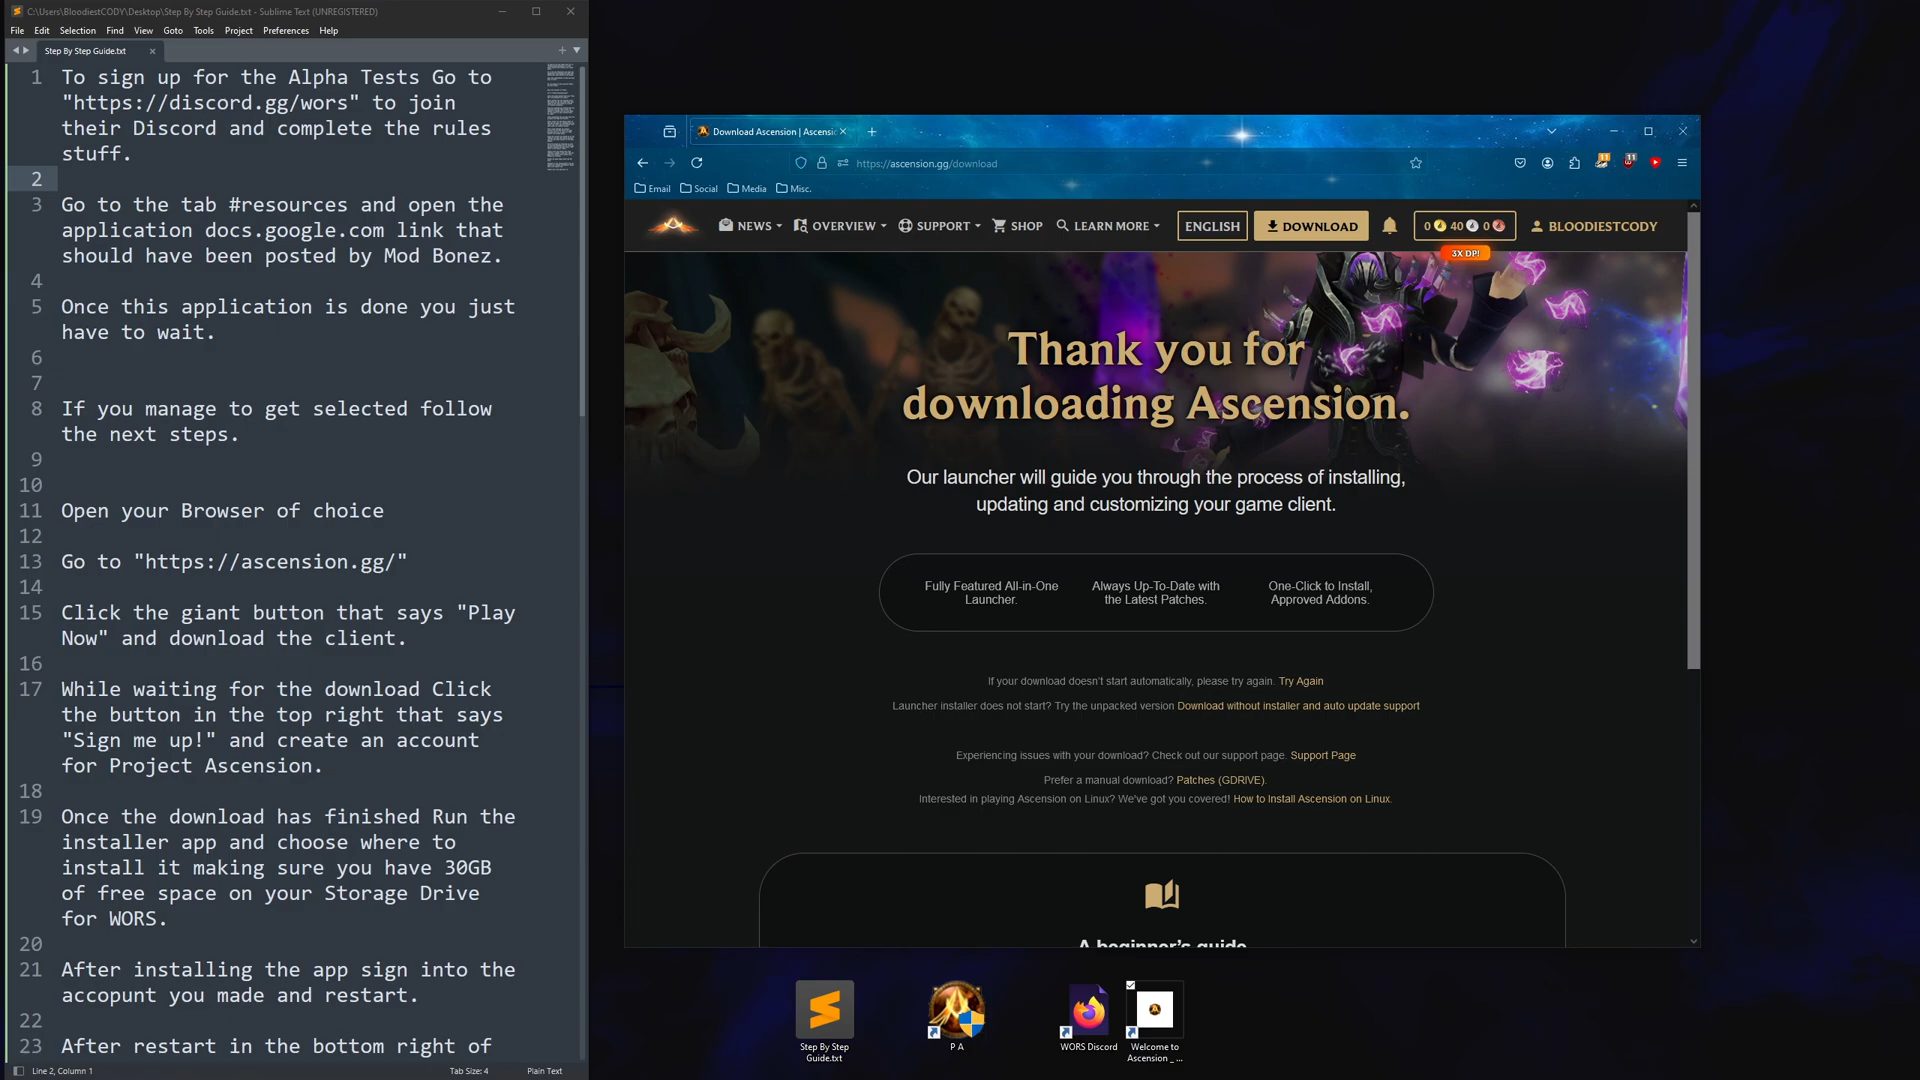 C:\Users\BloodiestCODY\Desktop\Step By Step Guide.txt - Sublime Text (UNREGISTERED)
File Edit Selection Find View Goto Tools Project Preferences Help
Step By Step Guide.txt
1 To sign up for the Alpha Tests Go to
"https://discord.gg/wors" to join
their Discord and complete the rules
stuff.
2
3 Go to the tab #resources and open the
application docs.google.com link that
should have been posted by Mod Bonez.
4
5 Once this application is done you just
have to wait.
6
7
8 If you manage to get selected follow
the next steps.
9
10
11 Open your Browser of choice
12
13 Go to "https://ascension.gg/"
14
15 Click the giant button that says "Play
Now" and download the client.
16
17 While waiting for the download Click
the button in the top right that says
"Sign me up!" and create an account
for Project Ascension.
18
19 Once the download has finished Run the
installer app and choose where to
install it making sure you have 30GB
of free space on your Storage Drive
for WORS.
20
21 After installing the app sign into the
accopunt you made and restart.
22
23 After restart in the bottom right of
Line 2, Column 1 Tab Size: 4 Plain Text
Download Ascension | Ascensio
https://ascension.gg/download
11 11
Email Social Media Misc.
NEWS OVERVIEW SUPPORT SHOP LEARN MORE ENGLISH DOWNLOAD 0 40 0 BLOODIESTCODY
3X DP!
Thank you for
downloading Ascension.
Our launcher will guide you through the process of installing,
updating and customizing your game client.
Fully Featured All-in-One
Launcher.
Always Up-To-Date with
the Latest Patches.
One-Click to Install,
Approved Addons.
If your download doesn't start automatically, please try again. Try Again
Launcher installer does not start? Try the unpacked version Download without installer and auto update support
Experiencing issues with your download? Check out our support page. Support Page
Prefer a manual download? Patches (GDRIVE).
Interested in playing Ascension on Linux? We've got you covered! How to Install Ascension on Linux.
A beginner's guide
Step By Step
Guide.txt
P A
WORS Discord
Welcome to
Ascension _ ...